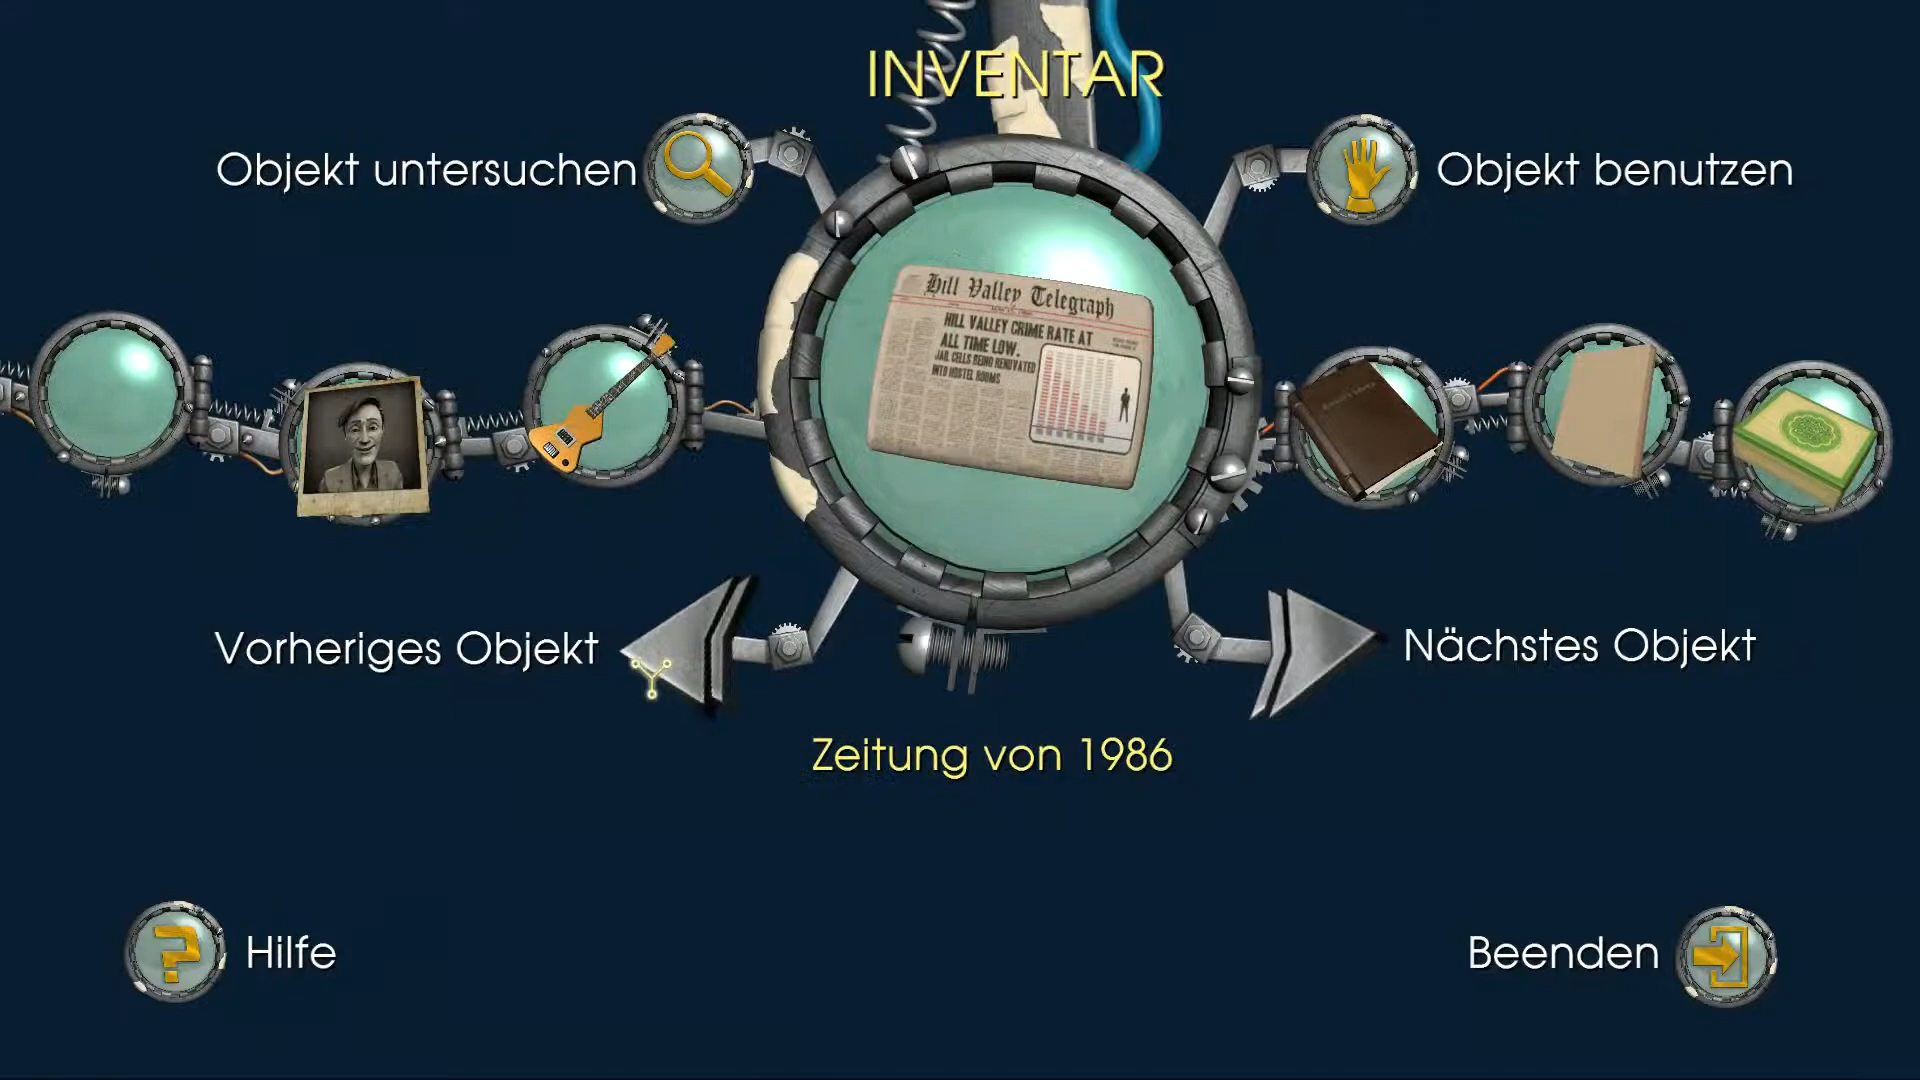 INVENTAR
Objekt untersuchen
Objekt benutzen
Hill Valley Telegraph
HILL VALLEY CRIME RATE AT
ALL TIME LOW.
JAIL CELLS BEING RENOVATED
INTO HOSTEL ROOMS
Vorheriges Objekt
Nächstes Objekt
Zeitung von 1986
Hilfe
Beenden